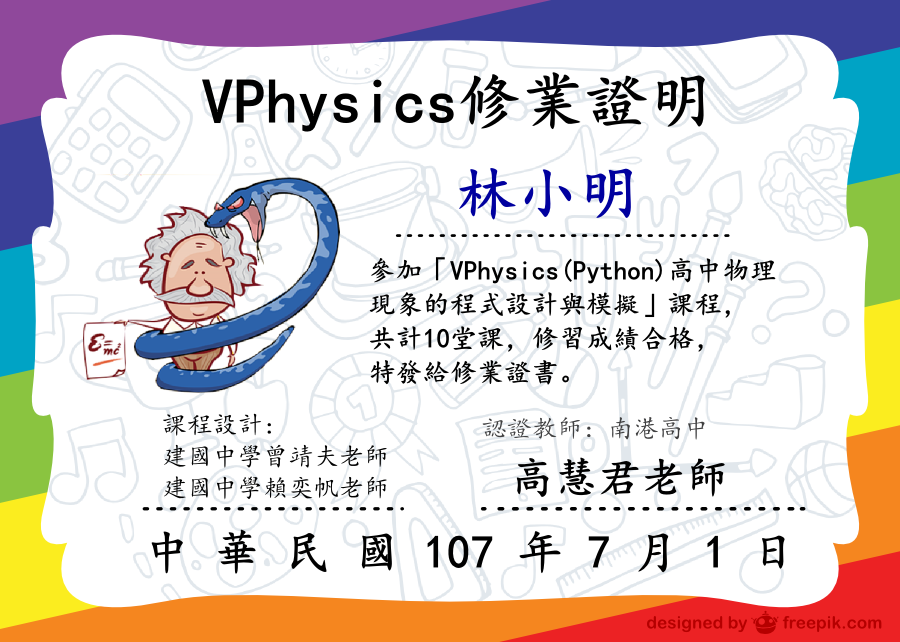 VPhysics修業證明
林小明
參加「VPhysics(Python)高中物理
現象的程式設計與模擬」課程,
共計10堂課, 修習成績合格,
特發給修業證書。
ε=
mc²
課程設計:
建國中學曾靖夫老師
建國中學賴奕帆老師
認證教師: 南港高中
高慧君老師
中 華 民 國 107 年 7 月 1 日
designed by freepik.com